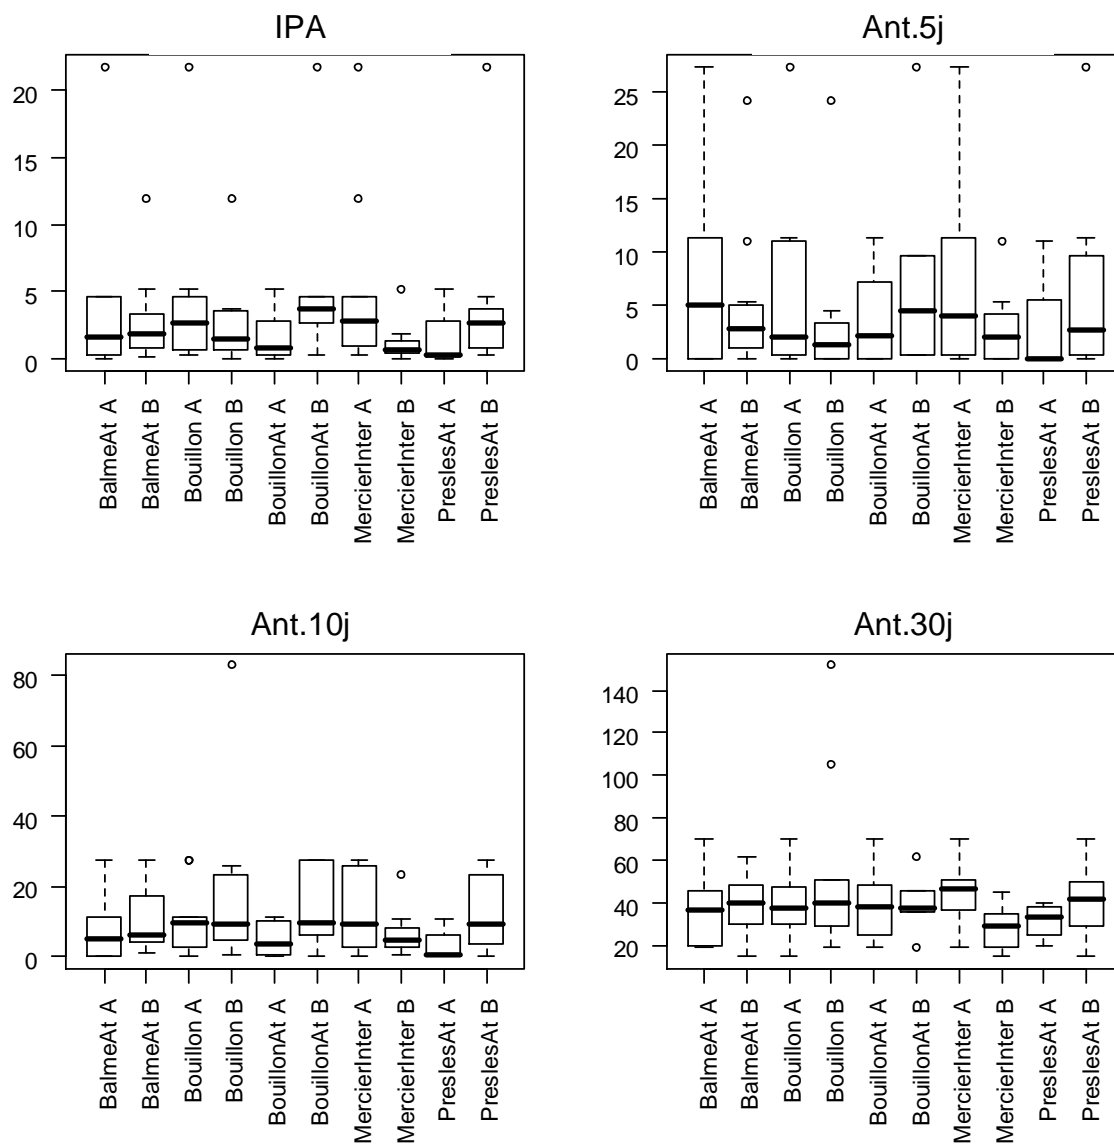 IPA
20
15
10
5
0
BalmeAt A
BalmeAt B
Bouillon A
Bouillon B
BouillonAt A
BouillonAt B
MercierInter A
MercierInter B
PreslesAt A
PreslesAt B
Ant.5j
25
20
15
10
5
0
BalmeAt A
BalmeAt B
Bouillon A
Bouillon B
BouillonAt A
BouillonAt B
MercierInter A
MercierInter B
PreslesAt A
PreslesAt B
Ant.10j
80
60
40
20
0
BalmeAt A
BalmeAt B
Bouillon A
Bouillon B
BouillonAt A
BouillonAt B
MercierInter A
MercierInter B
PreslesAt A
PreslesAt B
Ant.30j
140
120
100
80
60
40
20
BalmeAt A
BalmeAt B
Bouillon A
Bouillon B
BouillonAt A
BouillonAt B
MercierInter A
MercierInter B
PreslesAt A
PreslesAt B